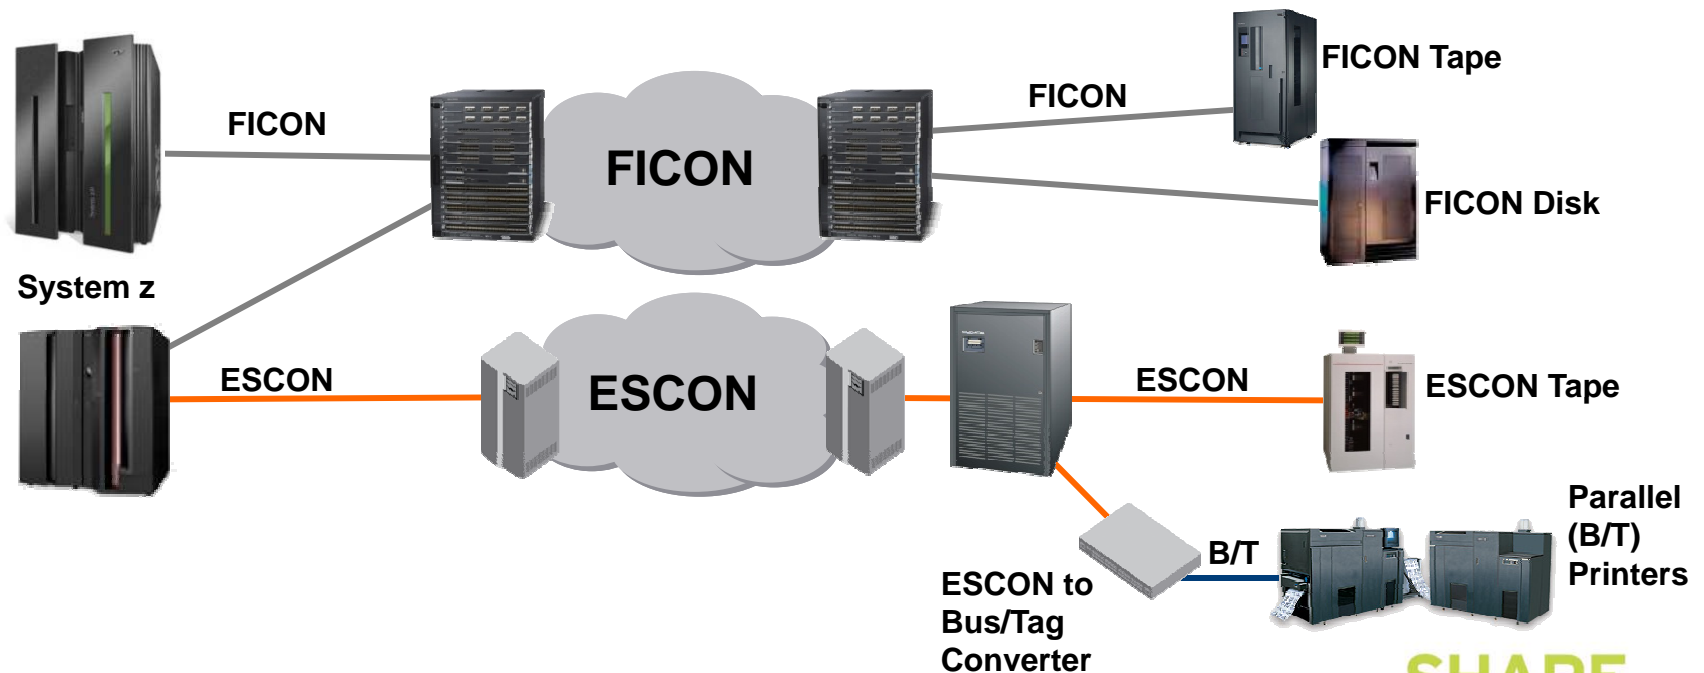 FICON Tape
FICON
FICON
FICON
FICON Disk
System z
ESCON
ESCON
ESCON
ESCON Tape
Parallel
(B/T)
Printers
B/T
ESCON to
Bus/Tag
Converter
SHARE